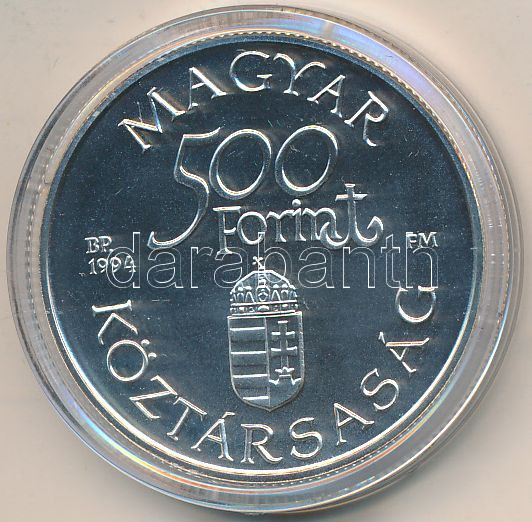 MAGYAR
500
Forint
BP.
1994
FM
KÖZTÁRSASÁG
darabanth